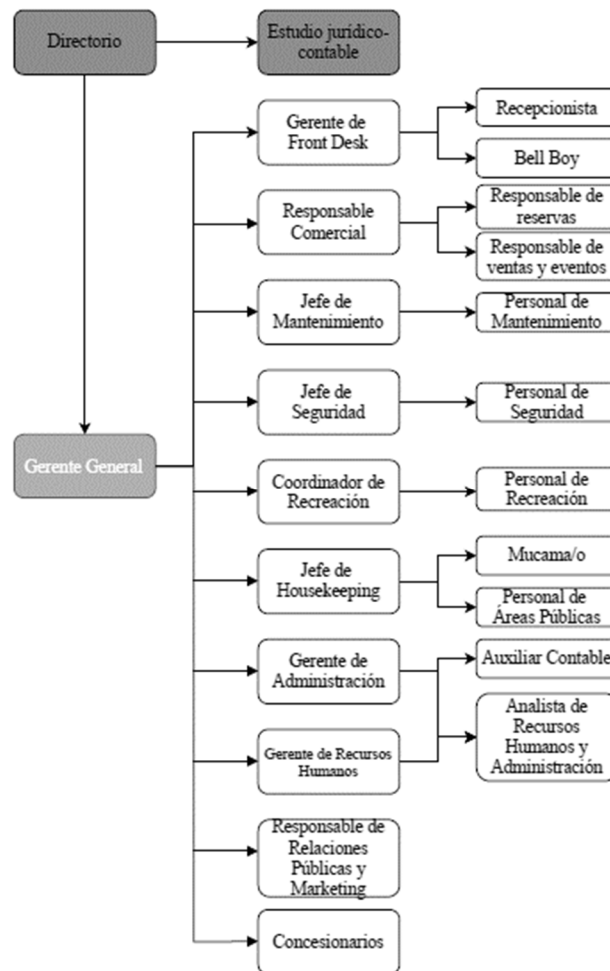 Directorio
Estudio jurídico-
contable
Gerente de
Front Desk
Recepcionista
Bell Boy
Responsable
Comercial
Responsable de
reservas
Responsable de
ventas y eventos
Jefe de
Mantenimiento
Personal de
Mantenimiento
Jefe de
Seguridad
Personal de
Seguridad
Gerente General
Coordinador de
Recreación
Personal de
Recreación
Jefe de
Housekeeping
Mucama/o
Personal de
Áreas Públicas
Gerente de
Administración
Auxiliar Contable
Gerente de Recursos
Humanos
Analista de
Recursos
Humanos y
Administración
Responsable de
Relaciones
Públicas y
Marketing
Concesionarios